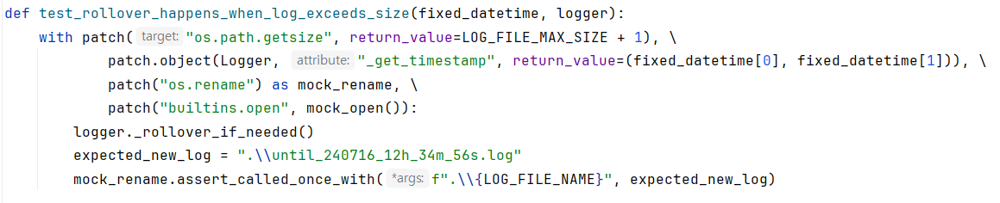 def test_rollover_happens_when_log_exceeds_size(fixed_datetime, logger):
    with patch( target: "os.path.getsize", return_value=LOG_FILE_MAX_SIZE + 1), \
            patch.object(Logger, attribute: "_get_timestamp", return_value=(fixed_datetime[0], fixed_datetime[1])), \
            patch("os.rename") as mock_rename, \
            patch("builtins.open", mock_open()):
        logger._rollover_if_needed()
        expected_new_log = ".\\until_240716_12h_34m_56s.log"
        mock_rename.assert_called_once_with( *args: f".\\{LOG_FILE_NAME}", expected_new_log)